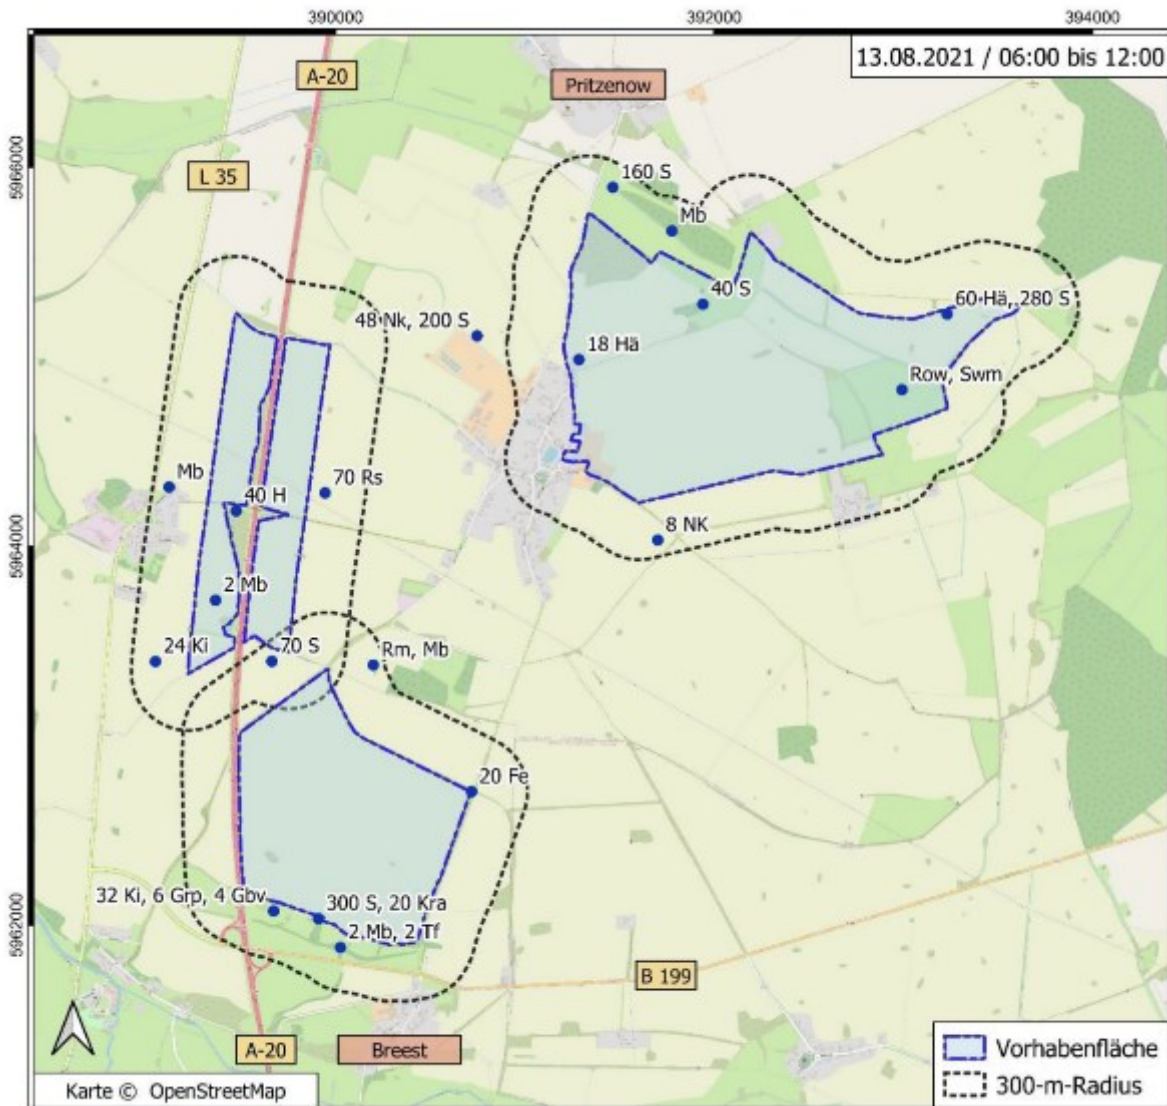 390000
392000
394000
13.08.2021 / 06:00 bis 12:00
A-20
Pritzenow
5966000
L 35
160 S
Mb
40 S
60 Hä, 280 S
48 Nk, 200 S
18 Hä
Row, Swm
Mb
40 H
70 Rs
5964000
8 NK
2 Mb
24 Ki
70 S
Rm, Mb
20 Fe
32 Ki, 6 Grp, 4 Gbv
300 S, 20 Kra
5962000
2 Mb, 2 Tf
B 199
A-20
Breest
Vorhabenfläche
300-m-Radius
Karte © OpenStreetMap